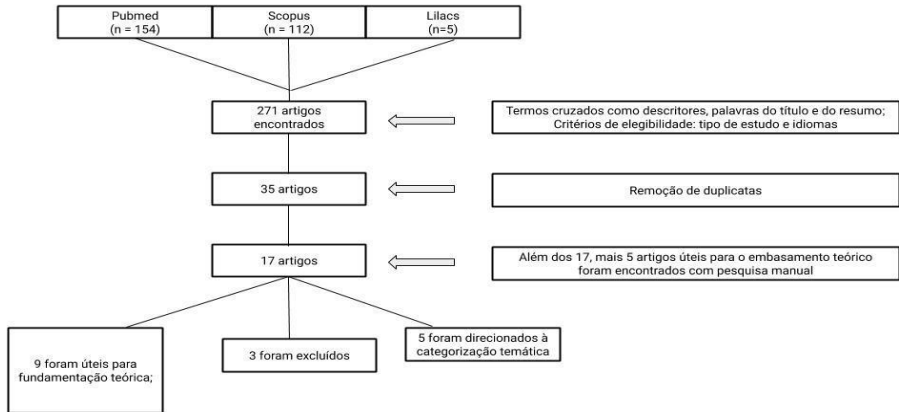 Pubmed
(n = 154)
Scopus
(n = 112)
Lilacs
(n=5)
271 artigos
encontrados
Termos cruzados como descritores, palavras do título e do resumo;
Critérios de elegibilidade: tipo de estudo e idiomas
35 artigos
Remoção de duplicatas
17 artigos
Além dos 17, mais 5 artigos úteis para o embasamento teórico
foram encontrados com pesquisa manual
9 foram úteis para
fundamentação teórica;
3 foram excluídos
5 foram direcionados à
categorização temática